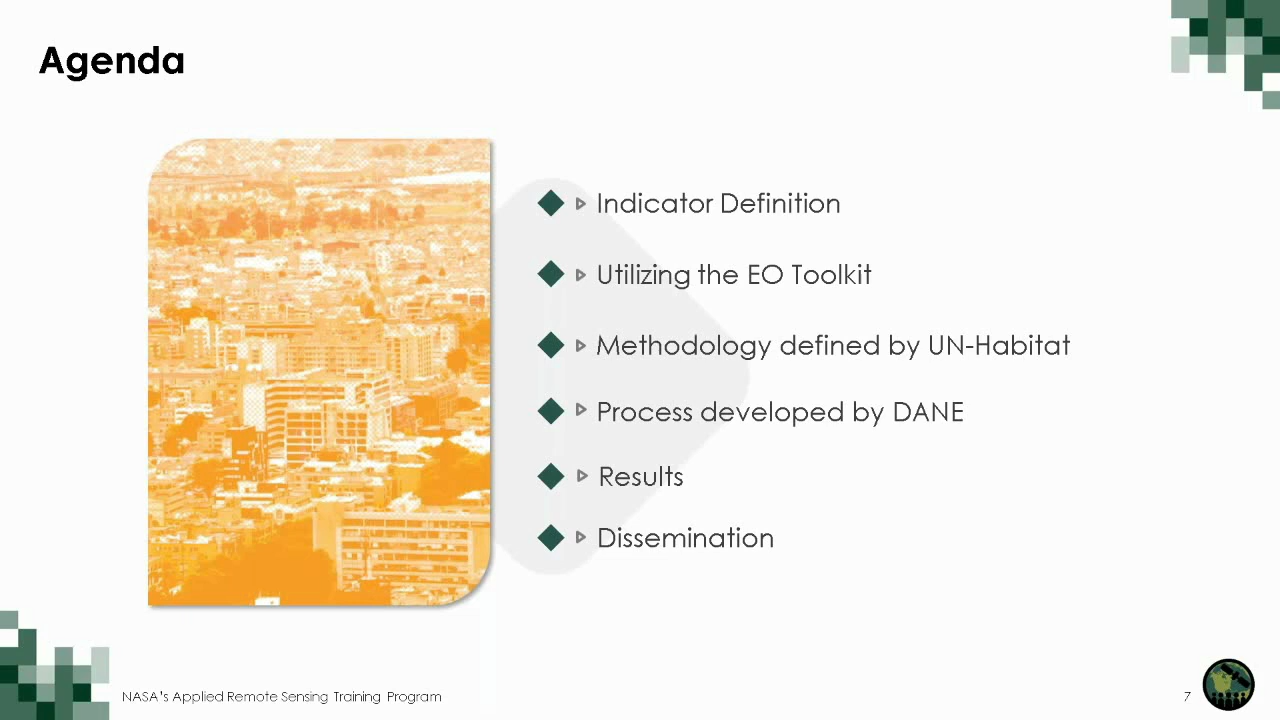 Agenda
Indicator Definition
Utilizing the EO Toolkit
Methodology defined by UN-Habitat
Process developed by DANE
Results
Dissemination
NASA's Applied Remote Sensing Training Program
7